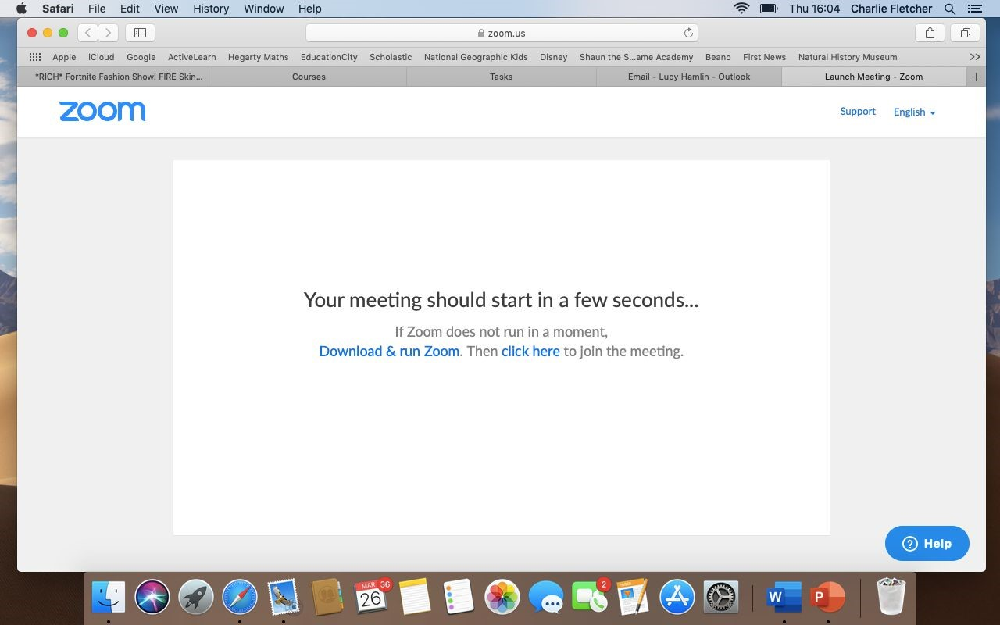 Safari File Edit View History Window Help Thu 16:04 Charlie Fletcher
zoom.us
Apple iCloud Google ActiveLearn Hegarty Maths EducationCity Scholastic National Geographic Kids Disney Shaun the S...ame Academy Beano First News Natural History Museum >>
*RICH* Fortnite Fashion Show! FIRE Skin... Courses Tasks Email - Lucy Hamlin - Outlook Launch Meeting - Zoom +
zoom Support English
Your meeting should start in a few seconds...
If Zoom does not run in a moment,
Download & run Zoom. Then click here to join the meeting.
? Help
MAR 36 2 PAGES
26 W P